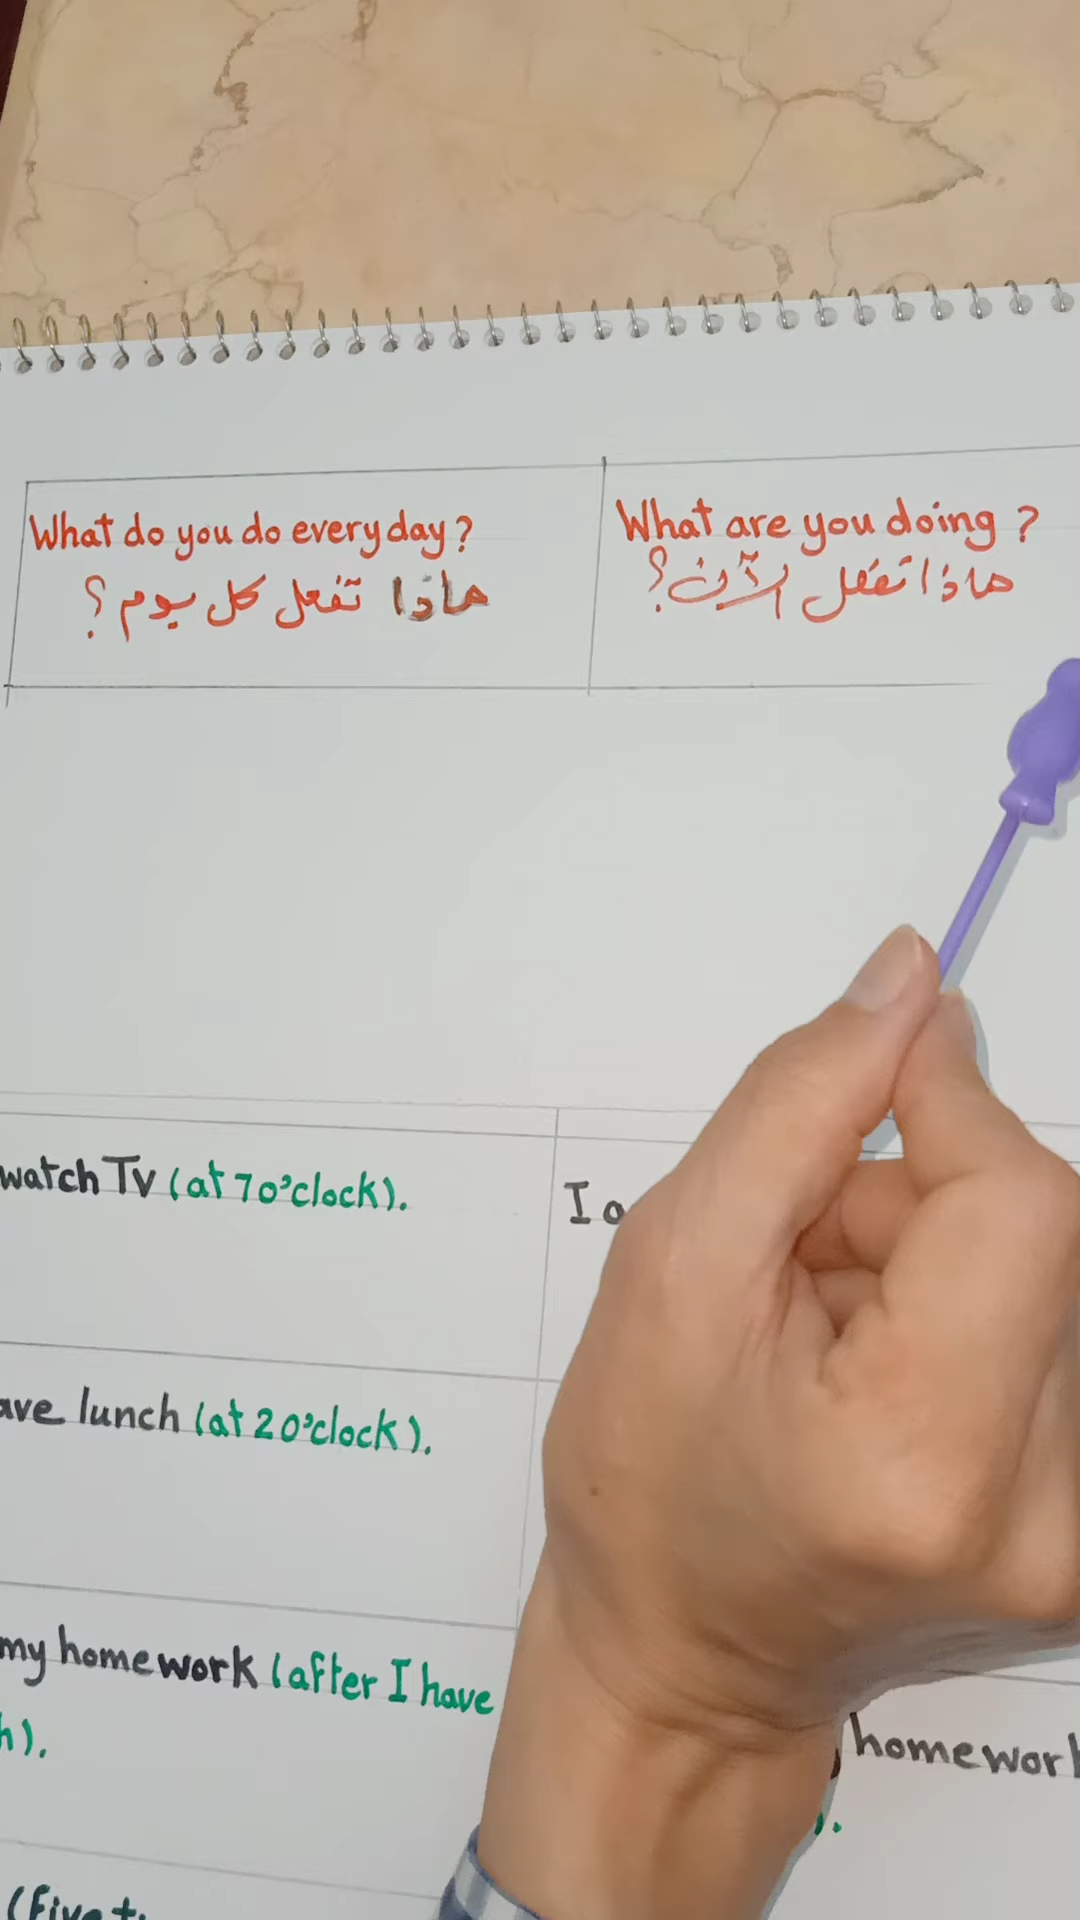 What do you do every day?
ماذا تفعل كل يوم ؟
What are you doing ?
ماذا تفعل الآن ؟
watch TV (at 7 o'clock).
I a
ave lunch (at 2 o'clock).
my homework (after I have
h).
homework
).
(Five t